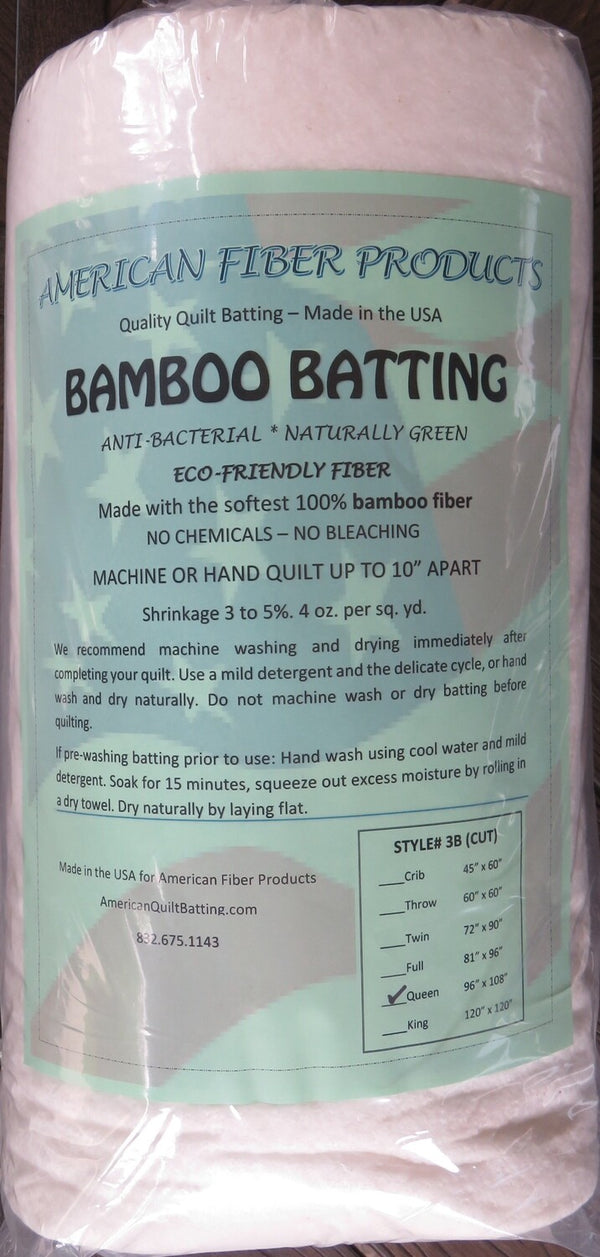 AMERICAN FIBER PRODUCTS
Quality Quilt Batting – Made in the USA
BAMBOO BATTING
ANTI-BACTERIAL * NATURALLY GREEN
ECO-FRIENDLY FIBER
Made with the softest 100% bamboo fiber
NO CHEMICALS – NO BLEACHING
MACHINE OR HAND QUILT UP TO 10” APART
Shrinkage 3 to 5%. 4 oz. per sq. yd.
We recommend machine washing and drying immediately after
completing your quilt. Use a mild detergent and the delicate cycle, or hand
wash and dry naturally. Do not machine wash or dry batting before
quilting.
If pre-washing batting prior to use: Hand wash using cool water and mild
detergent. Soak for 15 minutes, squeeze out excess moisture by rolling in
a dry towel. Dry naturally by laying flat.
Made in the USA for American Fiber Products
AmericanQuiltBatting.com
832.675.1143
STYLE# 3B (CUT)
___Crib 45” x 60”
___Throw 60” x 60”
___Twin 72” x 90”
___Full 81” x 96”
✓Queen 96” x 108”
___King 120” x 120”